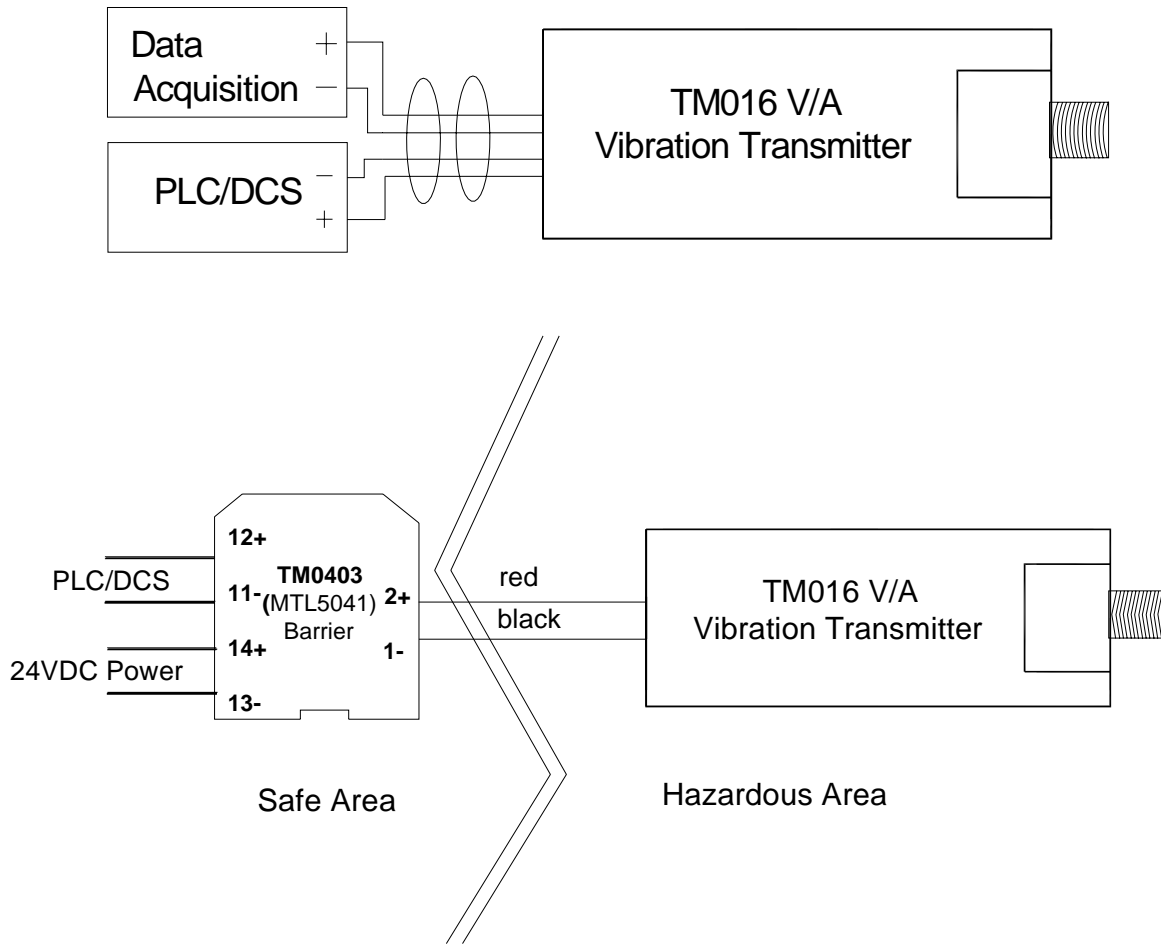 Data
Acquisition
+
−
TM016 V/A
Vibration Transmitter
PLC/DCS
−
+
12+
PLC/DCS
11-
TM0403
(MTL5041)
Barrier
2+
1-
14+
24VDC Power
13-
red
black
TM016 V/A
Vibration Transmitter
Safe Area
Hazardous Area